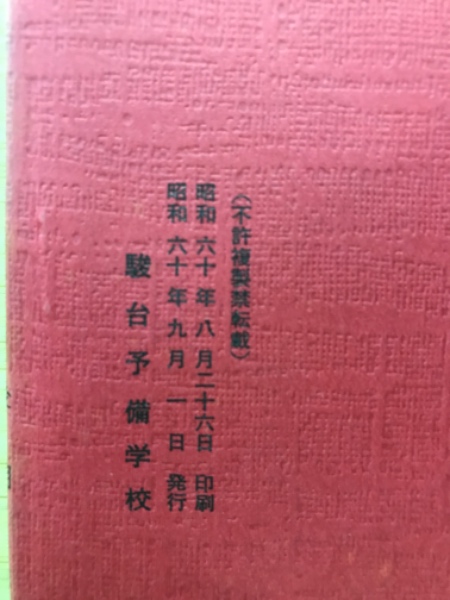 （不許複製禁転載）
昭和六十年八月二十六日 印刷
昭和六十年九月一日 発行
駿台予備学校